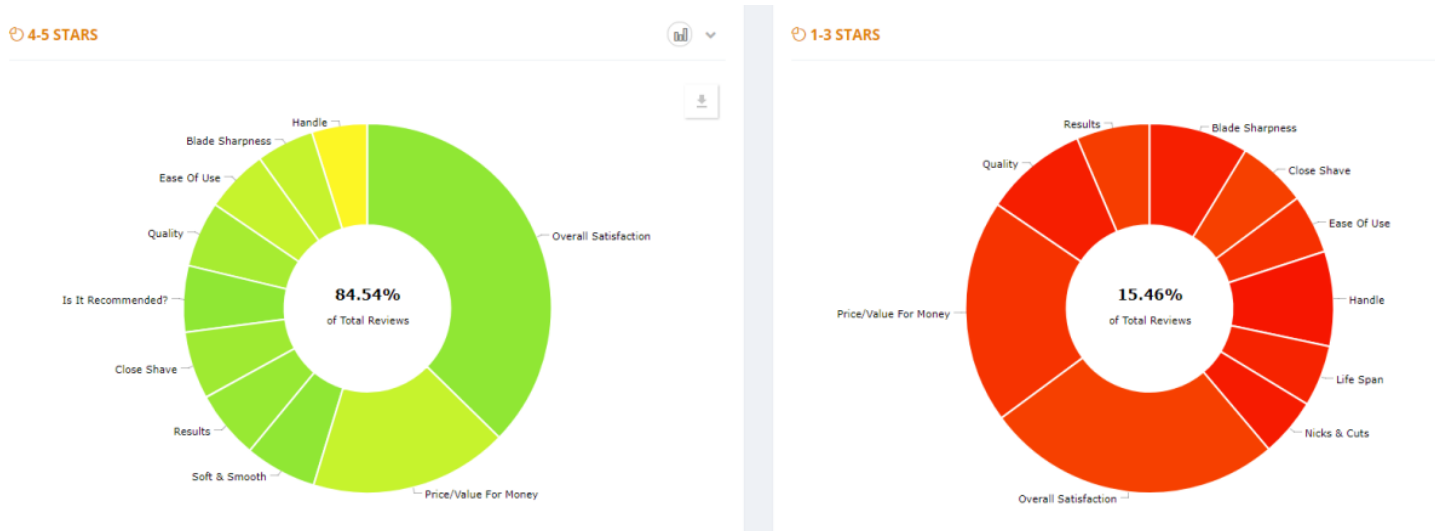 4-5 STARS
Handle
Blade Sharpness
Ease Of Use
Quality
Overall Satisfaction
84.54%
of Total Reviews
Is It Recommended?
Close Shave
Results
Soft & Smooth
Price/Value For Money
1-3 STARS
Results
Blade Sharpness
Quality
Close Shave
Ease Of Use
15.46%
of Total Reviews
Handle
Price/Value For Money
Life Span
Nicks & Cuts
Overall Satisfaction